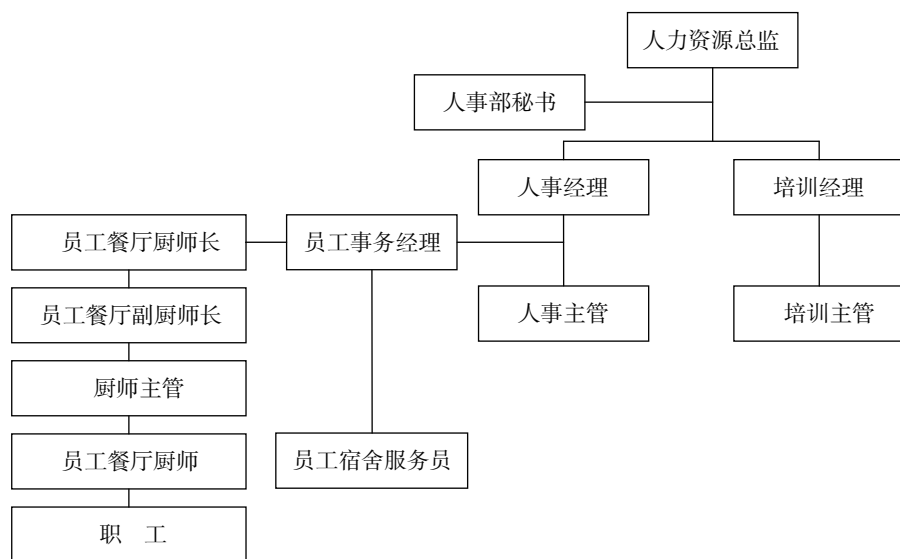 人力资源总监
人事部秘书
人事经理
培训经理
员工餐厅厨师长
员工事务经理
员工餐厅副厨师长
人事主管
培训主管
厨师主管
员工餐厅厨师
员工宿舍服务员
职 工